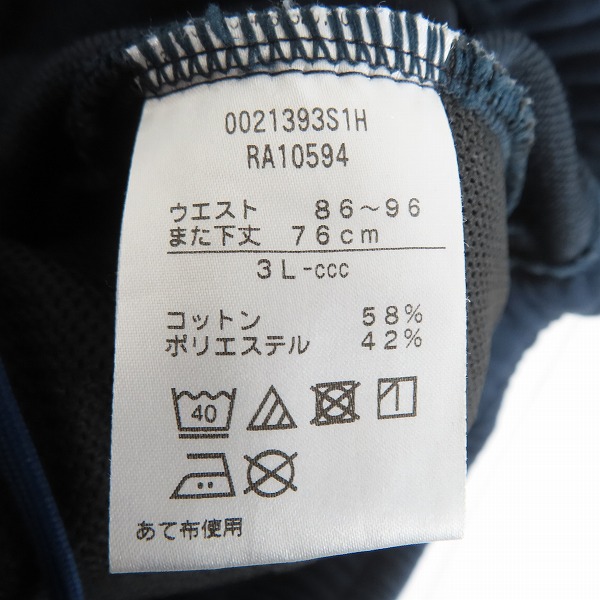 0021393S1H
RA10594
ウエスト 86～96
また下丈 76cm
3L-ccc
コットン 58%
ポリエステル 42%
40
あて布使用